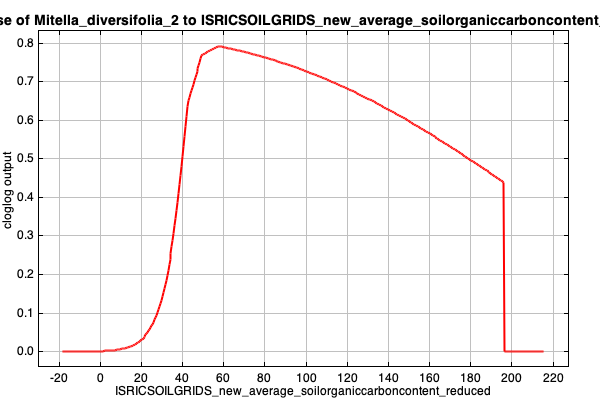 se of Mitella_diversifolia_2 to ISRICSOILGRIDS_new_average_soilorganiccarboncontent_
0.8
0.7
0.6
0.5
0.4
0.3
0.2
0.1
0.0
cloglog output
-20 0 20 40 60 80 100 120 140 160 180 200 220
ISRICSOILGRIDS_new_average_soilorganiccarboncontent_reduced